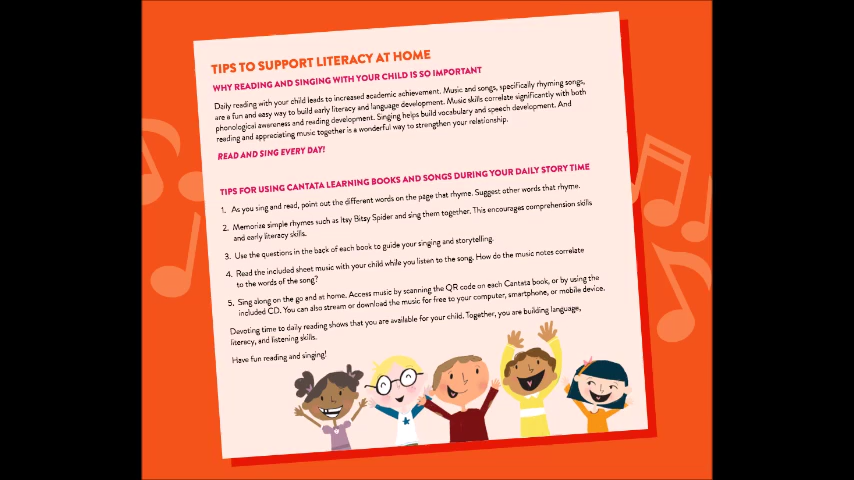 TIPS TO SUPPORT LITERACY AT HOME
WHY READING AND SINGING WITH YOUR CHILD IS SO IMPORTANT
Daily reading with your child leads to increased academic achievement. Music and songs, specifically rhyming songs,
are a fun and easy way to build early literacy and language development. Music skills correlate significantly with both
phonological awareness and reading development. Singing helps build vocabulary and speech development. And
reading and appreciating music together is a wonderful way to strengthen your relationship.
READ AND SING EVERY DAY!
TIPS FOR USING CANTATA LEARNING BOOKS AND SONGS DURING YOUR DAILY STORY TIME
1. As you sing and read, point out the different words on the page that rhyme. Suggest other words that rhyme.
2. Memorize simple rhymes such as Itsy Bitsy Spider and sing them together. This encourages comprehension skills
and early literacy skills.
3. Use the questions in the back of each book to guide your singing and storytelling.
4. Read the included sheet music with your child while you listen to the song. How do the music notes correlate
to the words of the song?
5. Sing along on the go and at home. Access music by scanning the QR code on each Cantata book, or by using the
included CD. You can also stream or download the music for free to your computer, smartphone, or mobile device.
Devoting time to daily reading shows that you are available for your child. Together, you are building language,
literacy, and listening skills.
Have fun reading and singing!